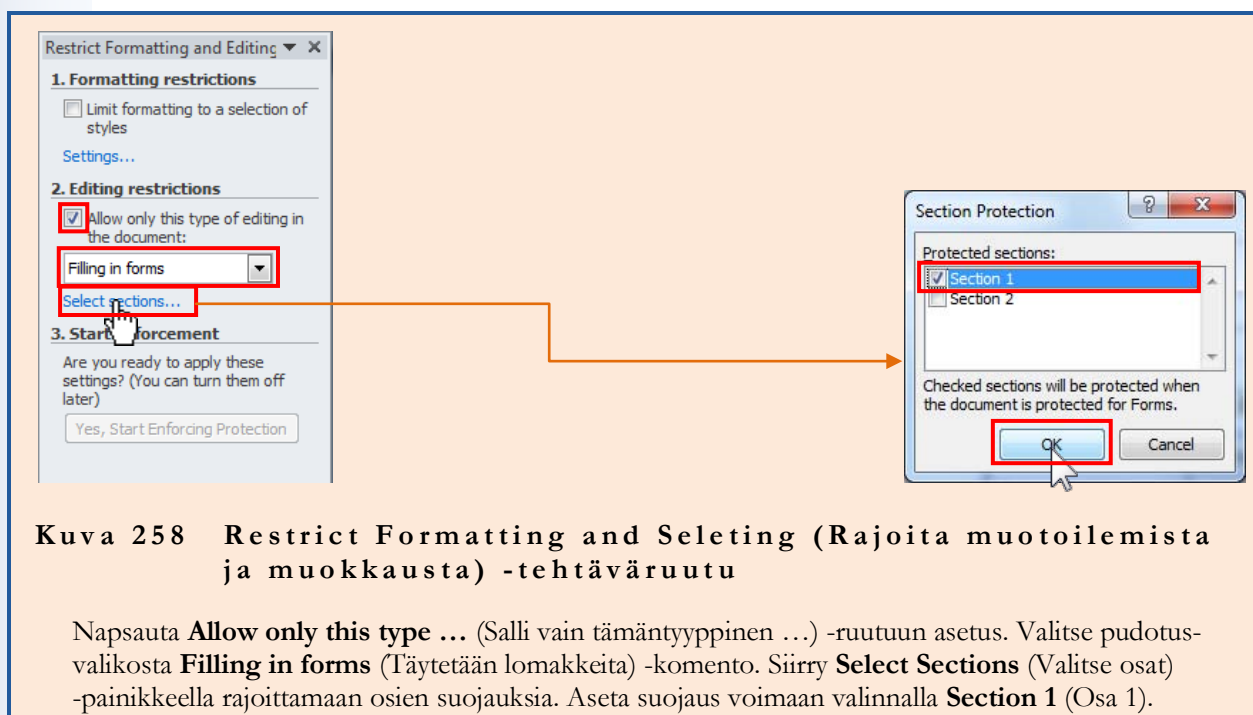 Restrict Formatting and Editing
1. Formatting restrictions
Limit formatting to a selection of
styles
Settings...
2. Editing restrictions
Allow only this type of editing in
the document:
Filling in forms
Select sections...
3. Start enforcement
Are you ready to apply these
settings? (You can turn them off
later)
Yes, Start Enforcing Protection
Section Protection
Protected sections:
Section 1
Section 2
Checked sections will be protected when
the document is protected for Forms.
OK
Cancel
Kuva 258 Restrict Formatting and Seleting (Rajoita muotoilemista
ja muokkausta) -tehtäväruutu
Napsauta Allow only this type … (Salli vain tämäntyyppinen …) -ruutuun asetus. Valitse pudotus-
valikosta Filling in forms (Täytetään lomakkeita) -komento. Siirry Select Sections (Valitse osat)
-painikkeella rajoittamaan osien suojauksia. Aseta suojaus voimaan valinnalla Section 1 (Osa 1).